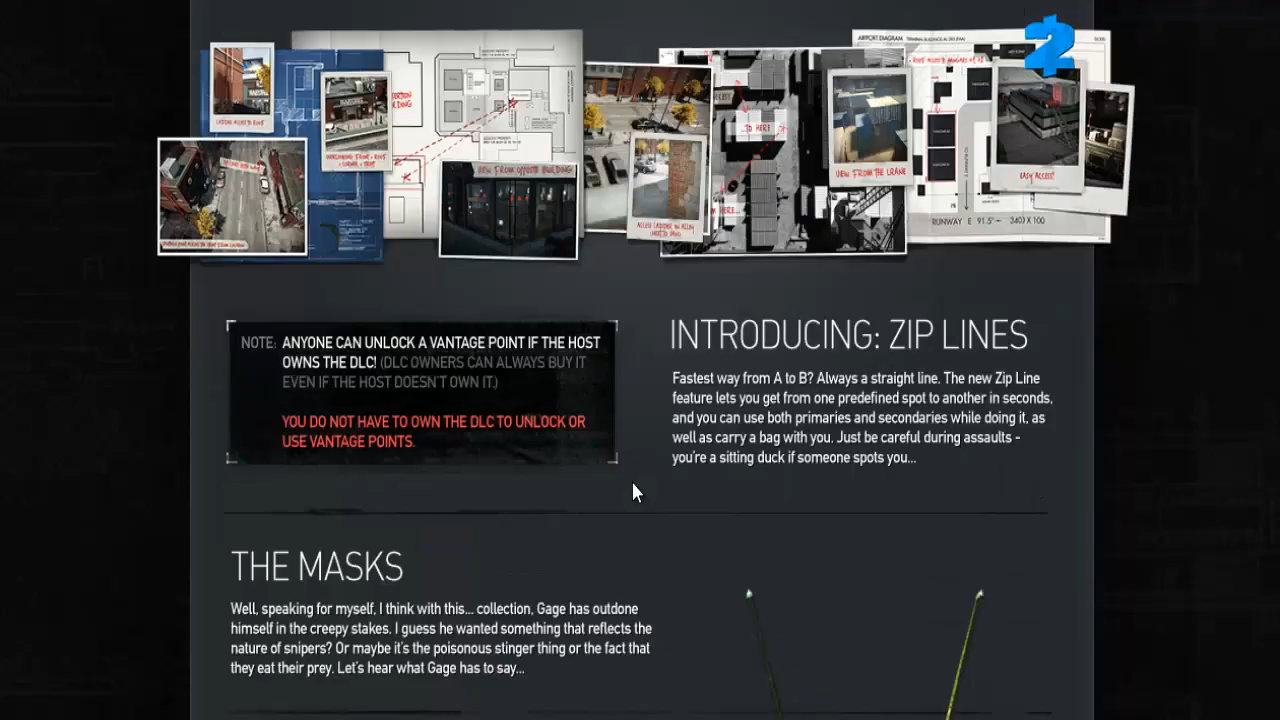 2
AIRPORT DIAGRAM
VIEW FROM OPPOSITE BUILDING
...TO HERE
VIEW FROM THE CRANE
EASY ACCESS!
RUNWAY E 91.5° - 3403 X 100
NOTE: ANYONE CAN UNLOCK A VANTAGE POINT IF THE HOST
OWNS THE DLC! (DLC OWNERS CAN ALWAYS BUY IT
EVEN IF THE HOST DOESN'T OWN IT.)
YOU DO NOT HAVE TO OWN THE DLC TO UNLOCK OR
USE VANTAGE POINTS.
INTRODUCING: ZIP LINES
Fastest way from A to B? Always a straight line. The new Zip Line
feature lets you get from one predefined spot to another in seconds,
and you can use both primaries and secondaries while doing it, as
well as carry a bag with you. Just be careful during assaults -
you're a sitting duck if someone spots you...
THE MASKS
Well, speaking for myself, I think with this... collection, Gage has outdone
himself in the creepy stakes. I guess he wanted something that reflects the
nature of snipers? Or maybe it's the poisonous stinger thing or the fact that
they eat their prey. Let's hear what Gage has to say...